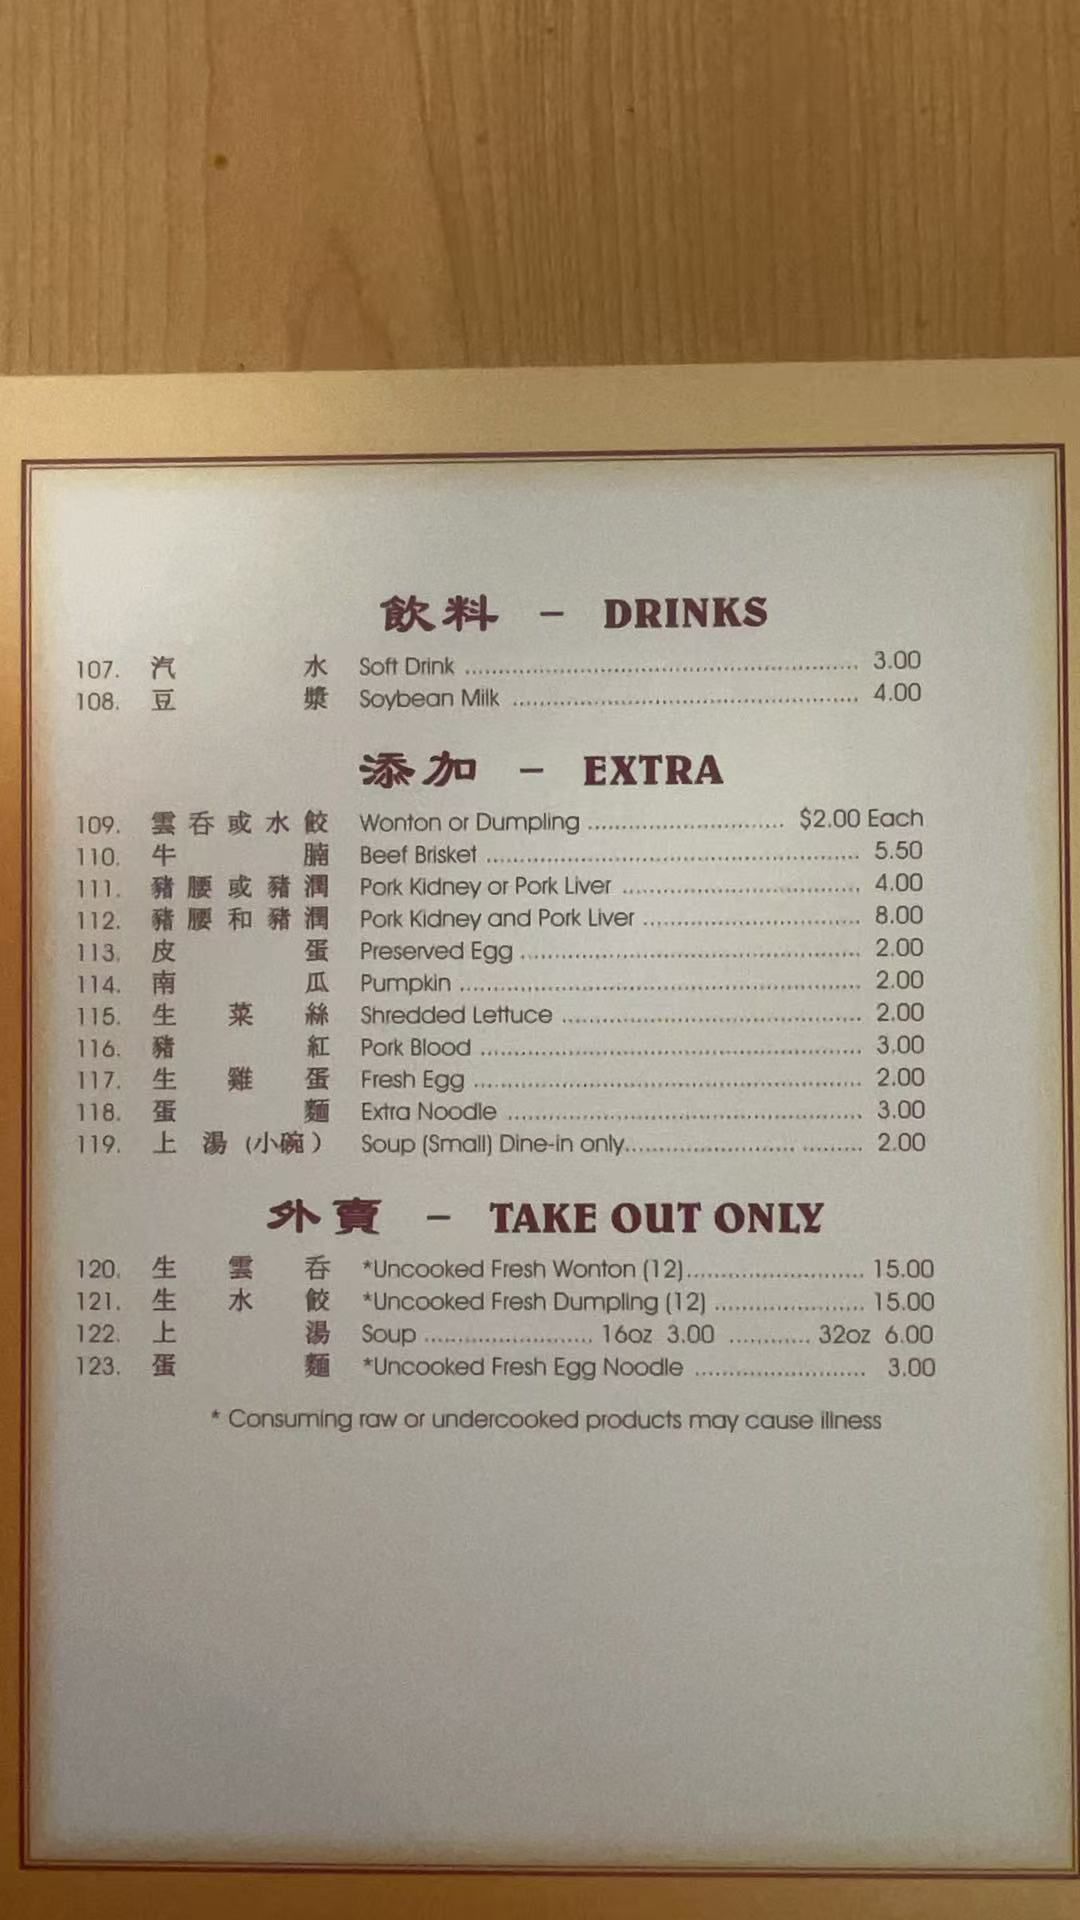 飲料 – DRINKS
107. 汽水 Soft Drink 3.00
108. 豆漿 Soybean Milk 4.00
添加 – EXTRA
109. 雲吞或水餃 Wonton or Dumpling $2.00 Each
110. 牛腩 Beef Brisket 5.50
111. 豬腰或豬潤 Pork Kidney or Pork Liver 4.00
112. 豬腰和豬潤 Pork Kidney and Pork Liver 8.00
113. 皮蛋 Preserved Egg 2.00
114. 南瓜 Pumpkin 2.00
115. 生菜絲 Shredded Lettuce 2.00
116. 豬紅 Pork Blood 3.00
117. 生雞蛋 Fresh Egg 2.00
118. 蛋麵 Extra Noodle 3.00
119. 上湯(小碗) Soup (Small) Dine-in only 2.00
外賣 – TAKE OUT ONLY
120. 生雲吞 *Uncooked Fresh Wonton (12) 15.00
121. 生水餃 *Uncooked Fresh Dumpling (12) 15.00
122. 上湯 Soup 16oz 3.00 32oz 6.00
123. 蛋麵 *Uncooked Fresh Egg Noodle 3.00
* Consuming raw or undercooked products may cause illness